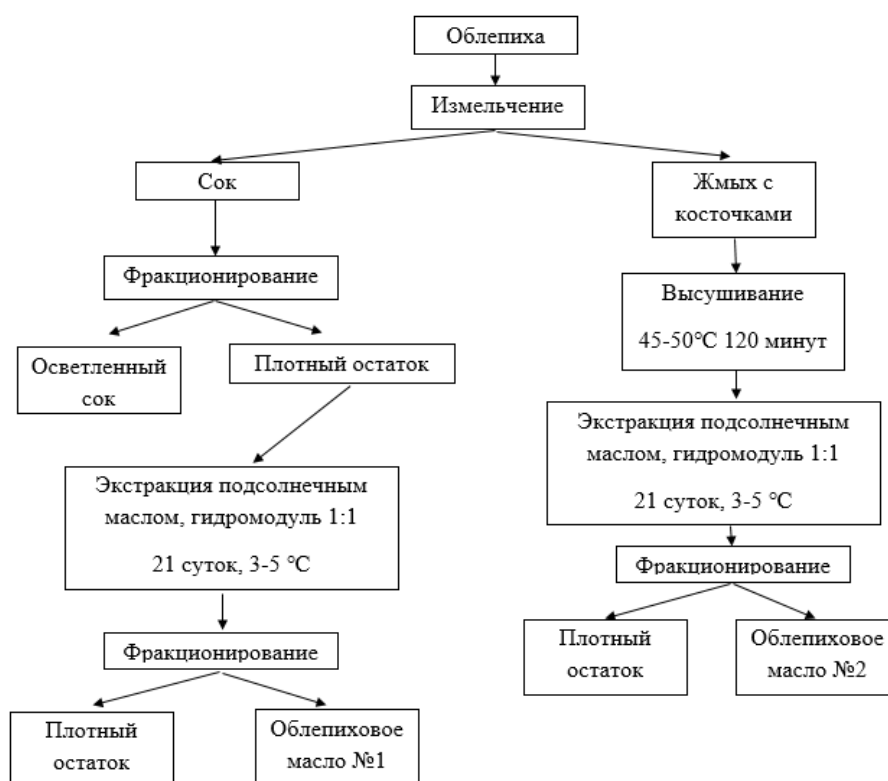 Облепиха
Измельчение
Сок
Жмых с
косточками
Фракционирование
Высушивание
45-50℃ 120 минут
Осветленный
сок
Плотный остаток
Экстракция подсолнечным
маслом, гидромодуль 1:1
21 суток, 3-5 ℃
Экстракция подсолнечным
маслом, гидромодуль 1:1
21 суток, 3-5 ℃
Фракционирование
Плотный
остаток
Облепиховое
масло №2
Фракционирование
Плотный
остаток
Облепиховое
масло №1